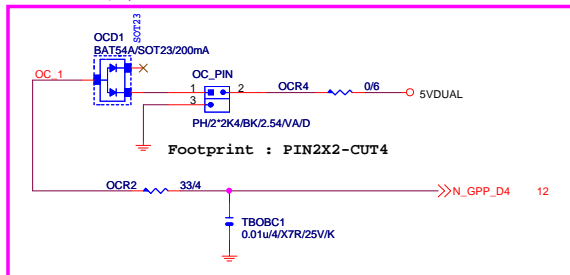 OCD1
SOT23
BAT54A/SOT23/200mA
OC_1
OC_PIN
1
2
3
OCR4
0/6
5VDUAL
PH/2*2K4/BK/2.54/VA/D
Footprint : PIN2X2-CUT4
OCR2
33/4
N_GPP_D4
12
TBOBC1
0.01u/4/X7R/25V/K